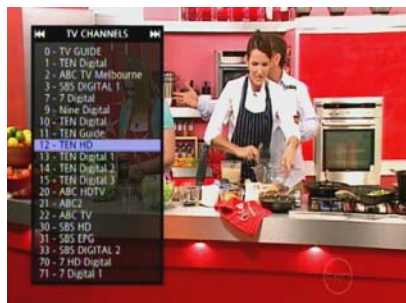 TV CHANNELS
0 - TV GUIDE
1 - TEN Digital
2 - ABC TV Melbourne
3 - SBS DIGITAL 1
7 - 7 Digital
9 - Nine Digital
10 - TEN Digital
11 - TEN Guide
12 - TEN HD
13 - TEN Digital 1
14 - TEN Digital 2
15 - TEN Digital 3
20 - ABC HDTV
21 - ABC2
22 - ABC TV
30 - SBS HD
31 - SBS EPG
33 - SBS DIGITAL 2
70 - 7 HD Digital
71 - 7 Digital 1